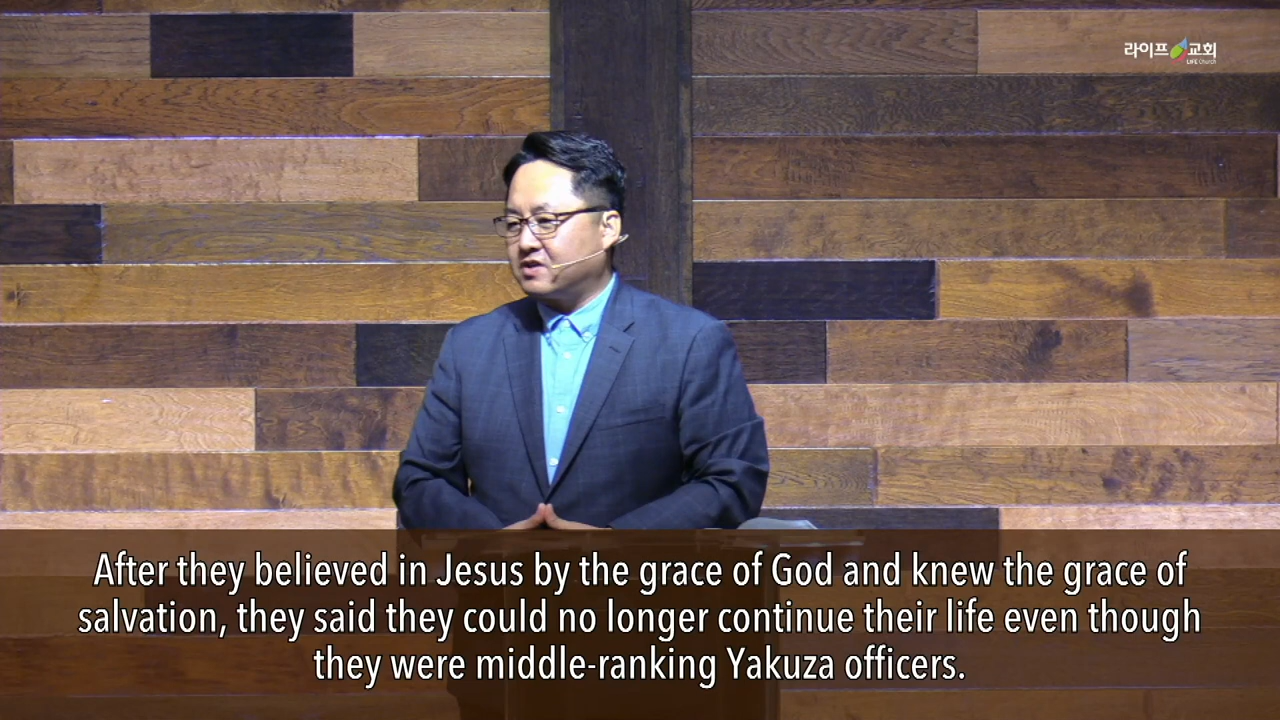 라이프 교회
LIFE Church
After they believed in Jesus by the grace of God and knew the grace of
salvation, they said they could no longer continue their life even though
they were middle-ranking Yakuza officers.